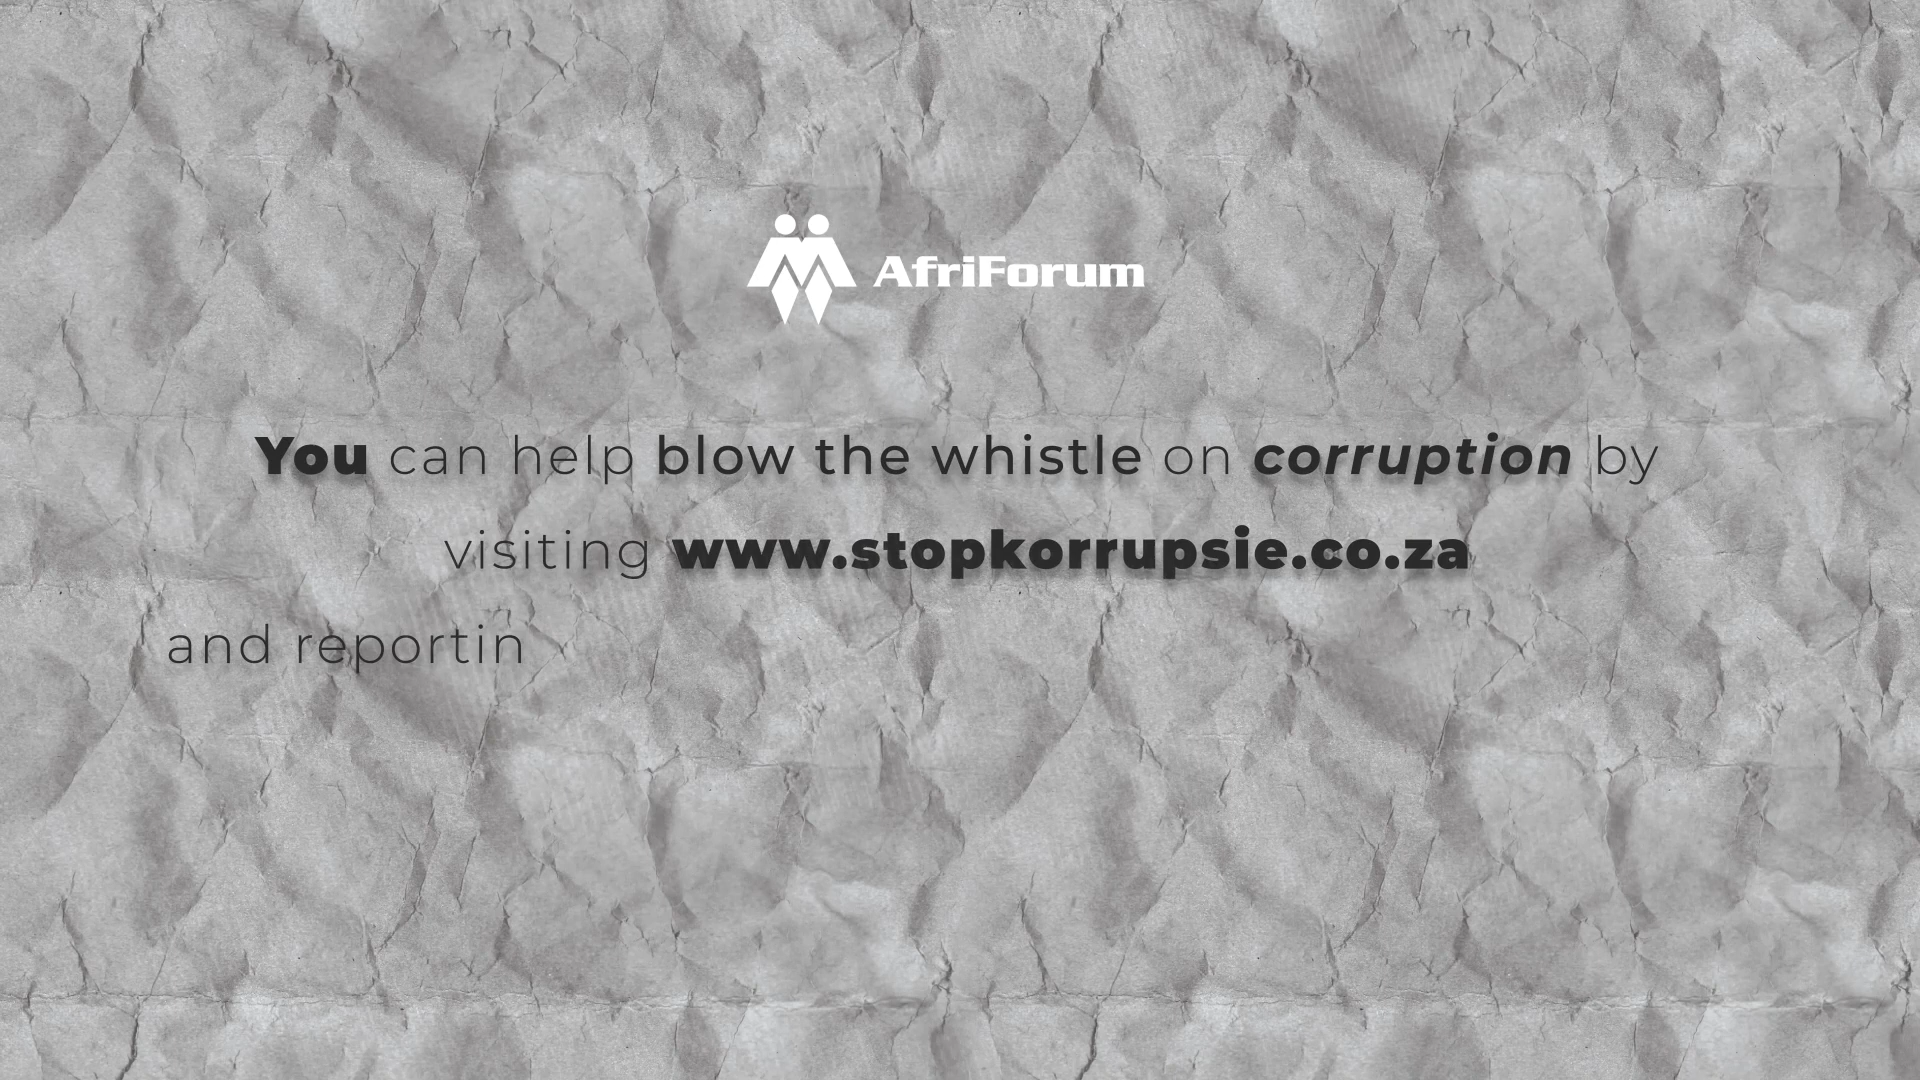 AfriForum
You can help blow the whistle on corruption by
visiting www.stopkorrupsie.co.za
and reportin